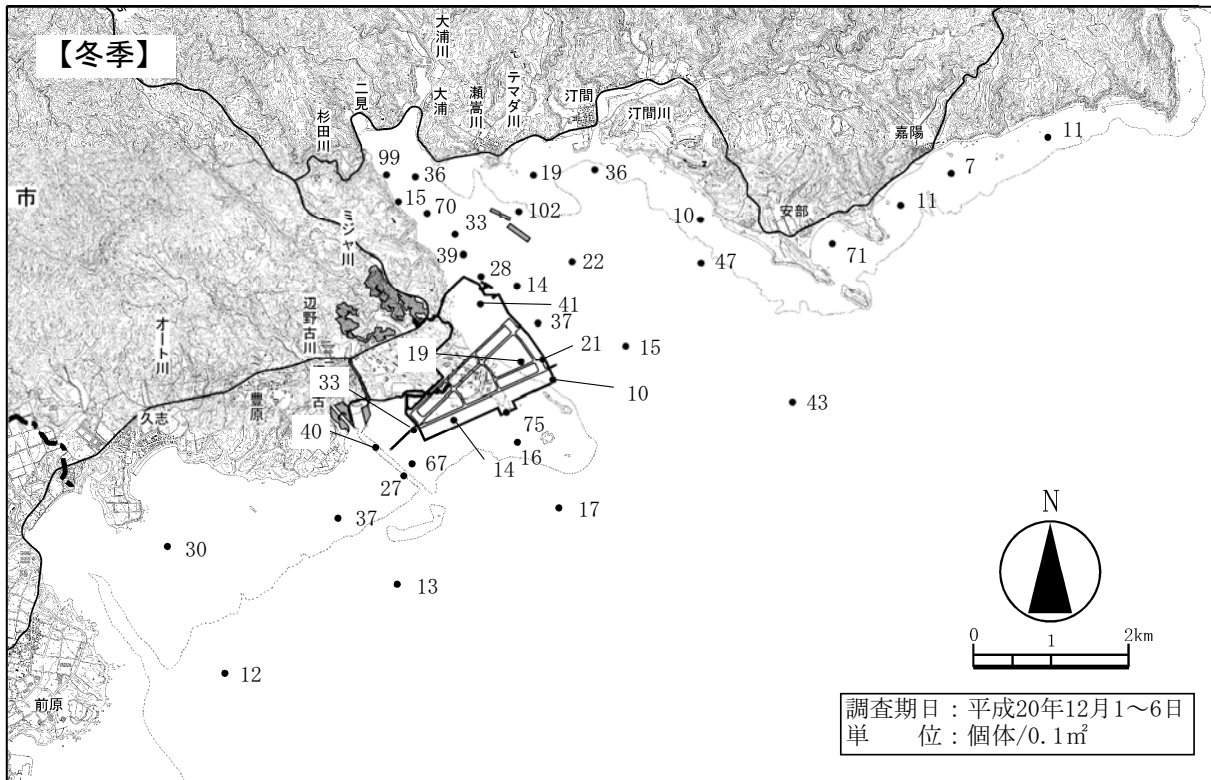 【冬季】
大浦川
二見
杉田川
大浦
瀬嵩川
テマダ川
汀間
汀間川
嘉陽
安部
市
ミジャ川
辺野古川
オート川
豊原
古
久志
前原
99
36
19
36
11
7
15
70
102
11
10
33
71
39
22
47
28
14
41
37
21
15
19
10
33
43
75
40
16
14
67
27
17
37
30
13
12
N
0 1 2km
調査期日：平成20年12月1～6日
単　　位：個体/0.1㎡